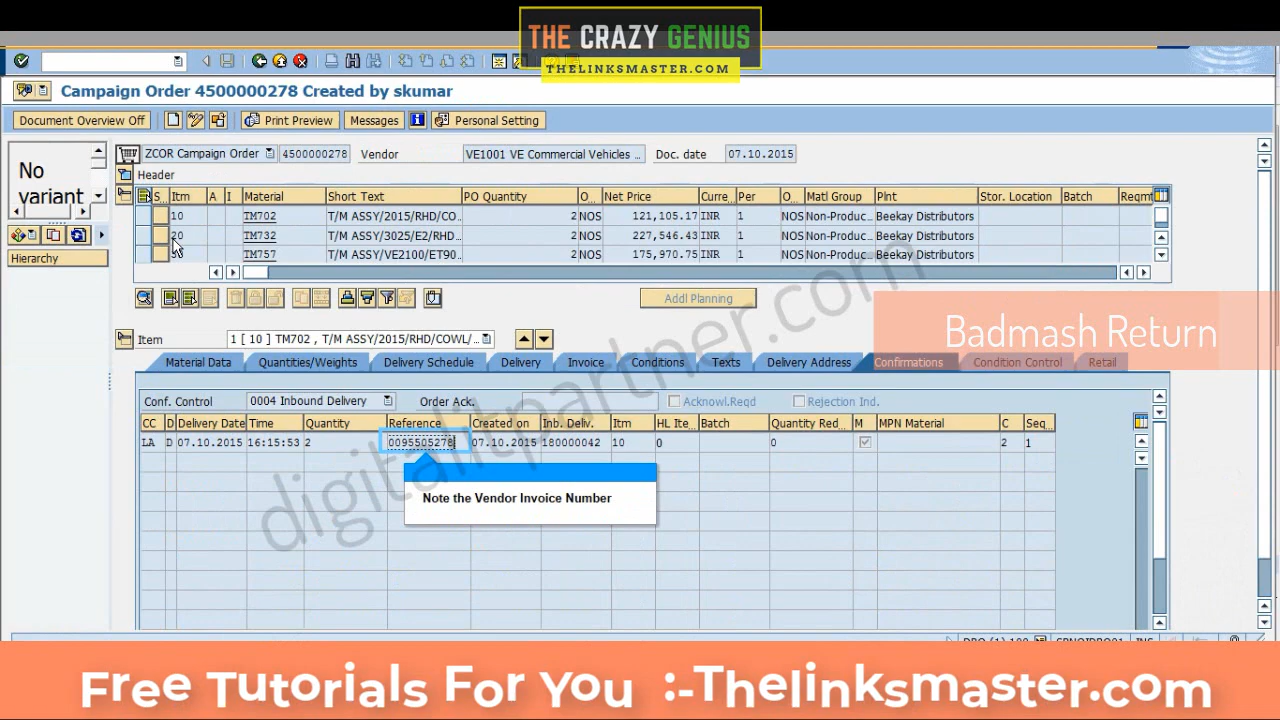 THE CRAZY GENIUS
THELINKSMASTER.COM
Campaign Order 4500000278 Created by skumar
Document Overview Off Print Preview Messages Personal Setting
No variant
ZCOR Campaign Order 4500000278 Vendor VE1001 VE Commercial Vehicles ... Doc. date 07.10.2015
Header
S.. Itm A I Material Short Text PO Quantity O.. Net Price Curre.. Per O.. Matl Group Plnt Stor. Location Batch Reqm
10 TM702 T/M ASSY/2015/RHD/CO... 2 NOS 121,105.17 INR 1 NOS Non-Produc... Beekay Distributors
20 TM732 T/M ASSY/3025/E2/RHD... 2 NOS 227,546.43 INR 1 NOS Non-Produc... Beekay Distributors
TM757 T/M ASSY/VE2100/ET90... 2 NOS 175,970.75 INR 1 NOS Non-Produc... Beekay Distributors
Hierarchy
Addl Planning
Badmash Return
Item 1 [ 10 ] TM702 , T/M ASSY/2015/RHD/COWL/...
Material Data Quantities/Weights Delivery Schedule Delivery Invoice Conditions Texts Delivery Address Confirmations Condition Control Retail
Conf. Control 0004 Inbound Delivery Order Ack. Acknowl.Reqd Rejection Ind.
CC D Delivery Date Time Quantity Reference Created on Inb. Deliv. Itm HL Ite.. Batch Quantity Red.. M MPN Material C Seq..
LA D 07.10.2015 16:15:53 2 0095505278 07.10.2015 180000042 10 0 0 2 1
Note the Vendor Invoice Number
digitalitpartner.com
Free Tutorials For You :-Thelinksmaster.com